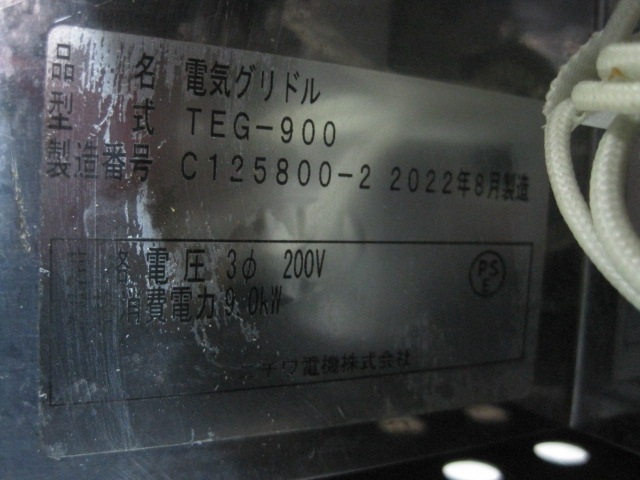 品 名 電気グリドル
型 式 TEG-900
製造番号 C125800-2 2022年8月製造
電圧 3φ 200V
消費電力 9.0kW
PS
E
チワ電機株式会社